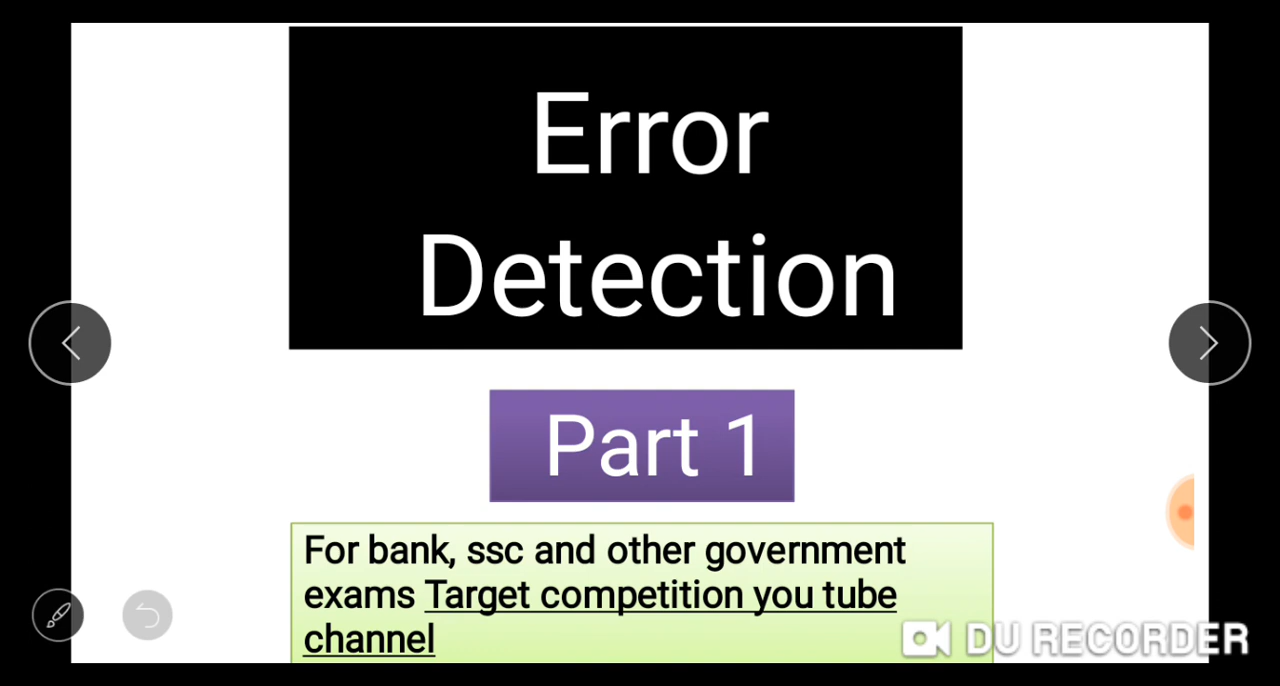 Error
Detection
Part 1
For bank, ssc and other government
exams Target competition you tube
channel
DU RECORDER